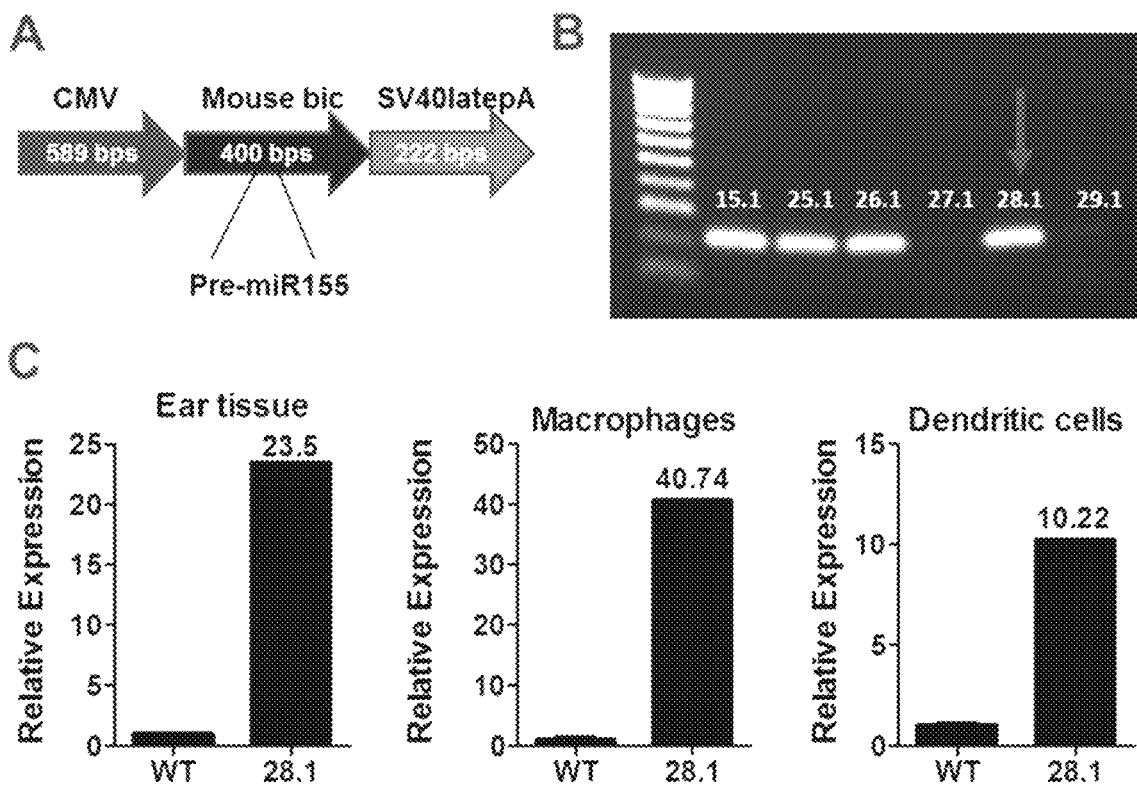 A
CMV Mouse bic SV40latepA
589 bps 400 bps 222 bps
Pre-miR155
B
15.1 25.1 26.1 27.1 28.1 29.1
C
Ear tissue
Relative Expression
25
20
15
10
5
0
23.5
WT 28.1
Macrophages
Relative Expression
50
40
30
20
10
0
40.74
WT 28.1
Dendritic cells
Relative Expression
15
10
5
0
10.22
WT 28.1